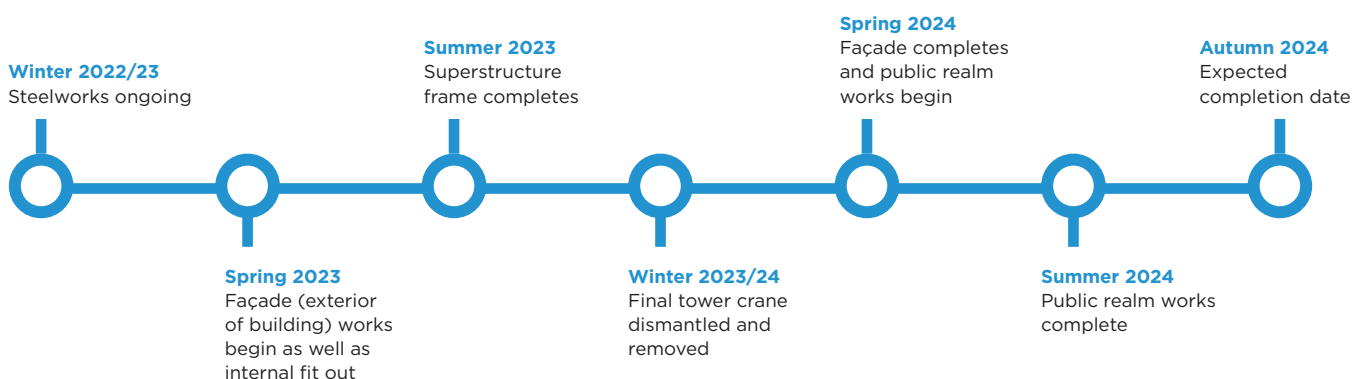 Winter 2022/23
Steelworks ongoing
Spring 2023
Façade (exterior
of building) works
begin as well as
internal fit out
Summer 2023
Superstructure
frame completes
Winter 2023/24
Final tower crane
dismantled and
removed
Spring 2024
Façade completes
and public realm
works begin
Summer 2024
Public realm works
complete
Autumn 2024
Expected
completion date